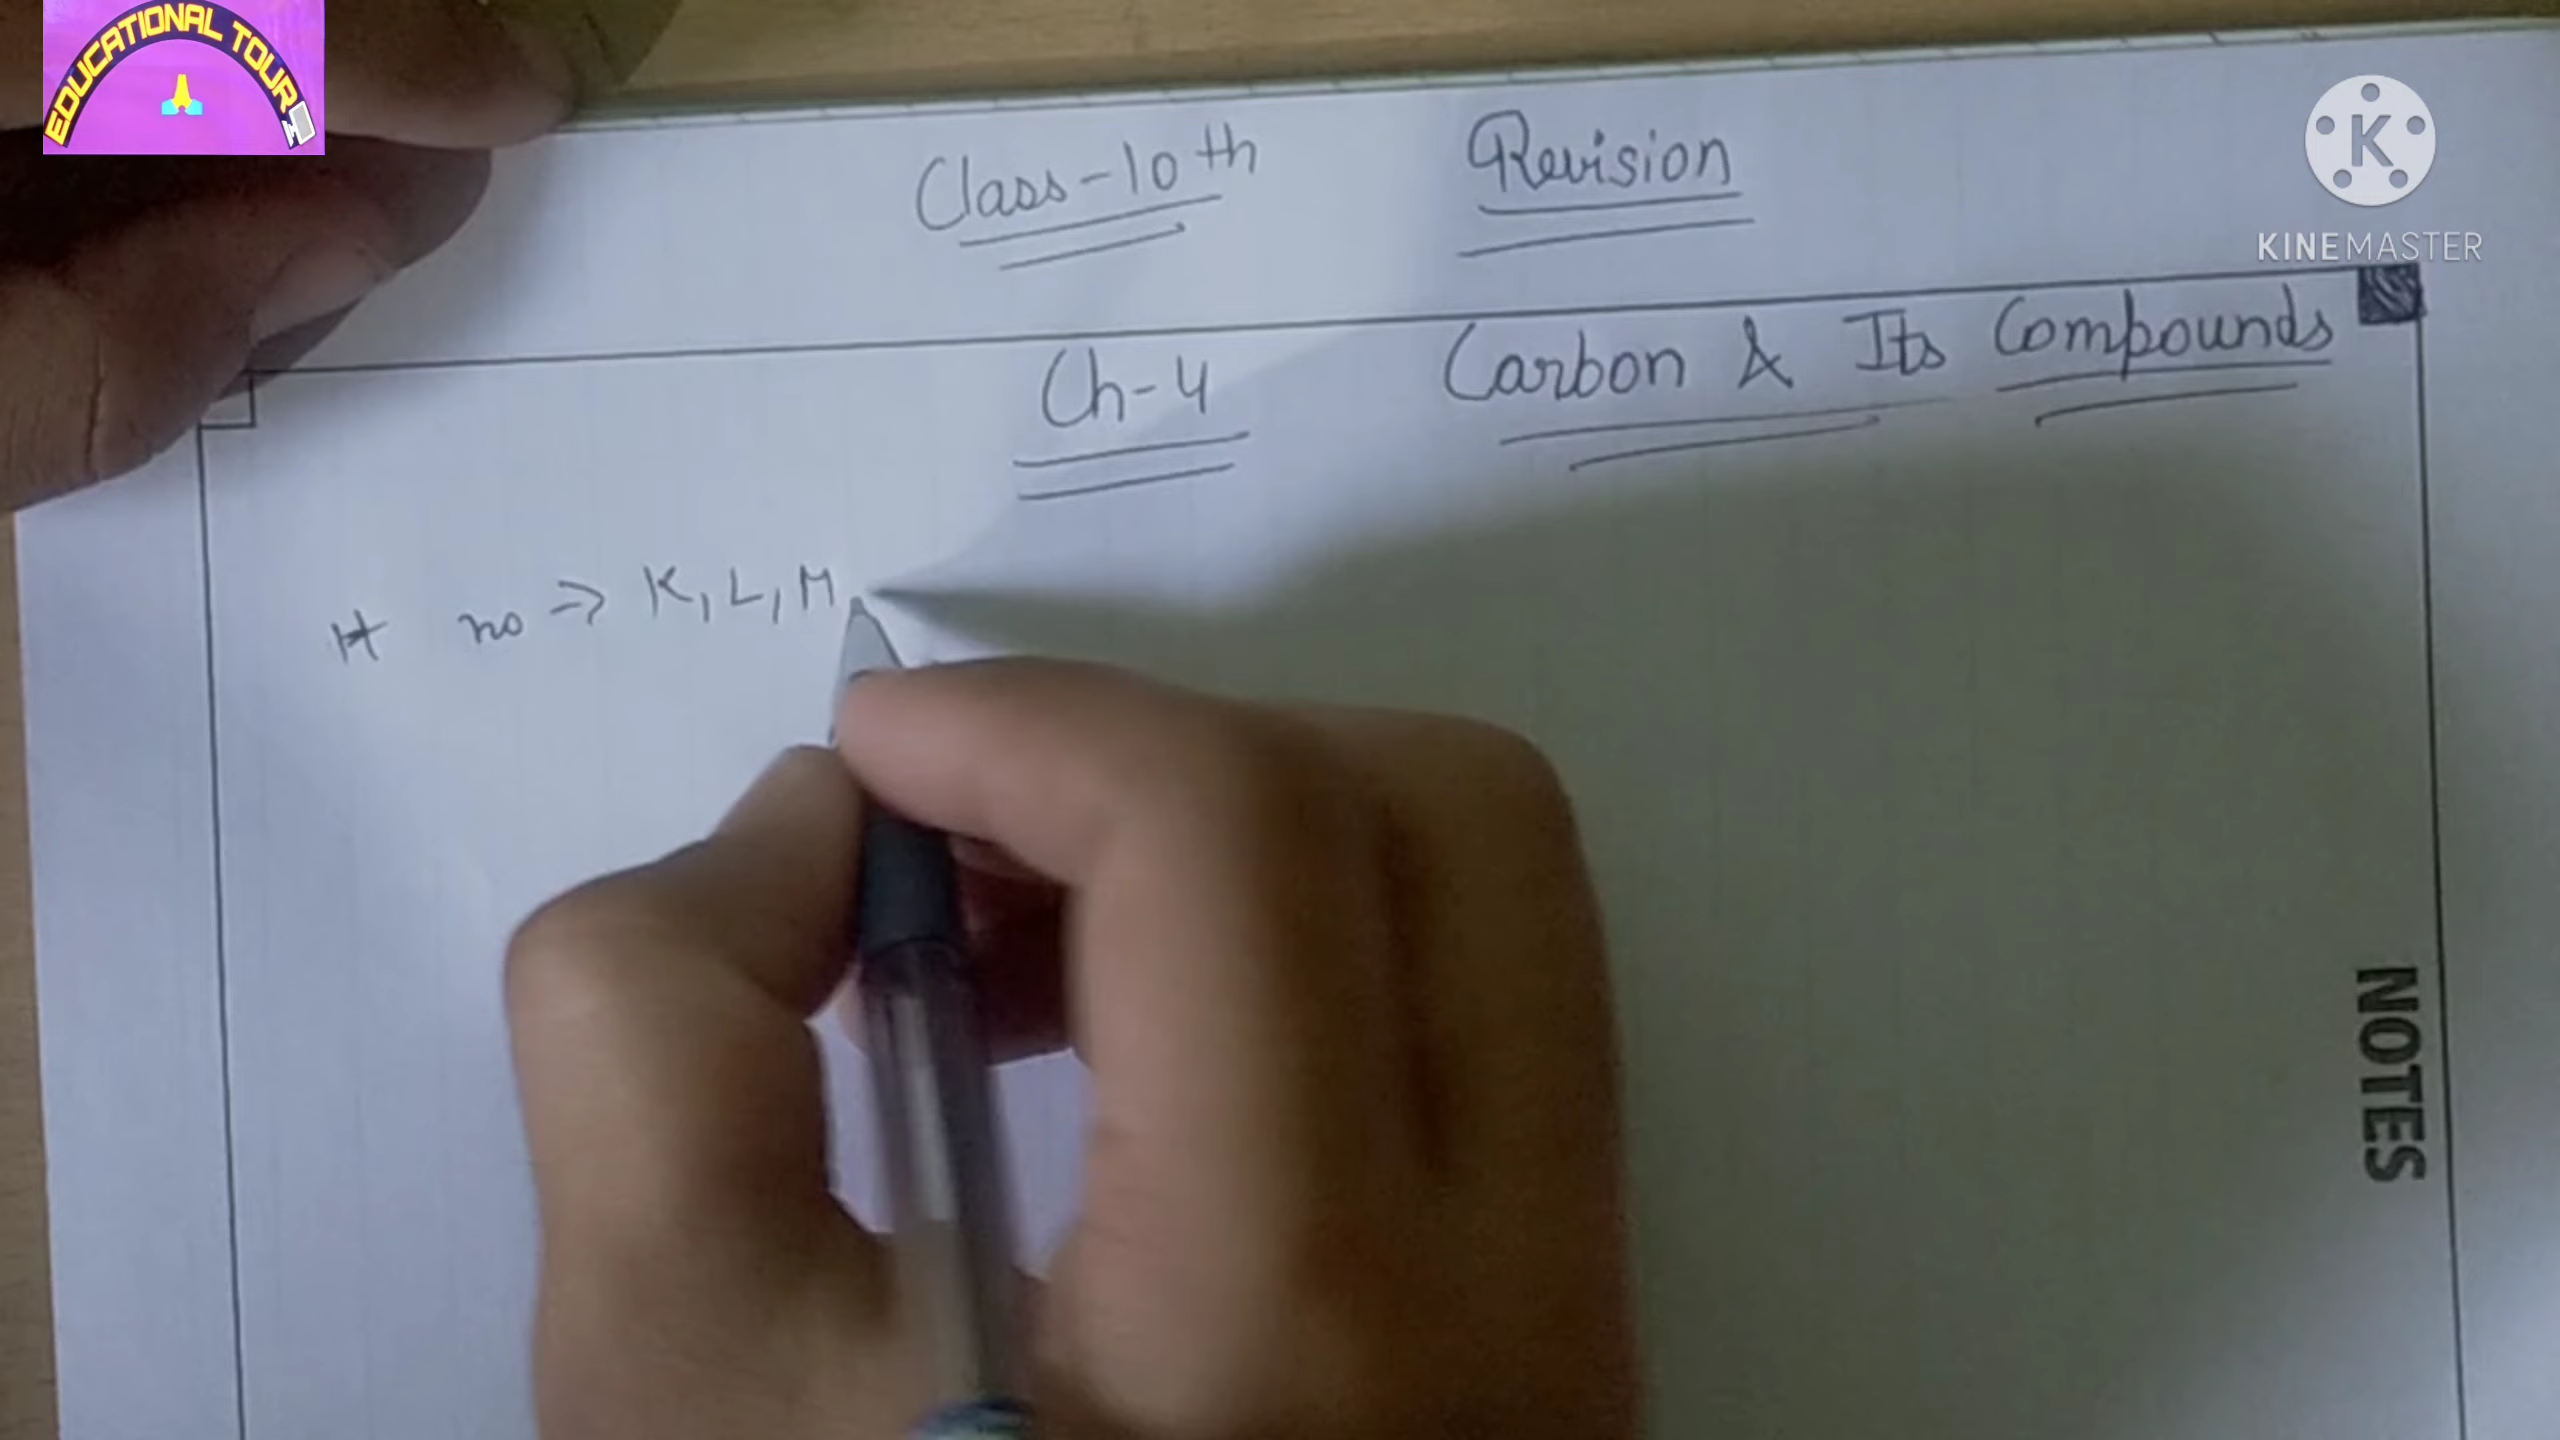 EDUCATIONAL TOUR
K
KINEMASTER
Class-10th Revision
Ch-4 Carbon & Its Compounds
no ⇒ K, L, M
NOTES